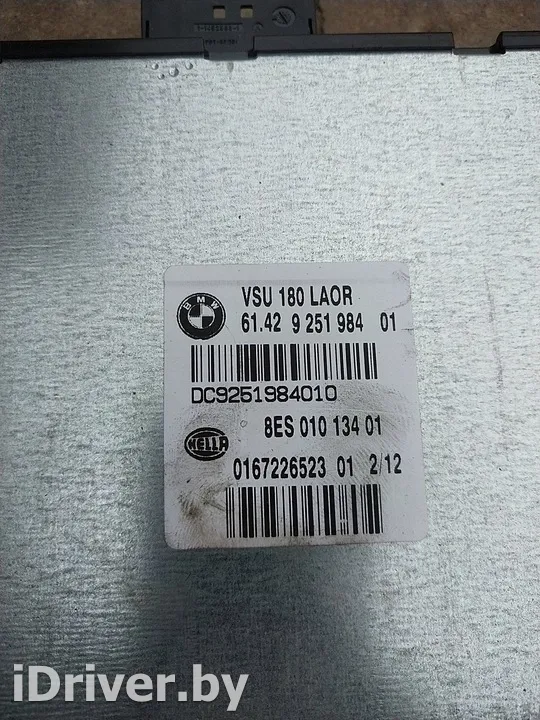 VSU 180 LAOR
BMW
61.42 9 251 984 01
DC9251984010
8ES 010 134 01
HELLA
0167226523 01 2/12
iDriver.by